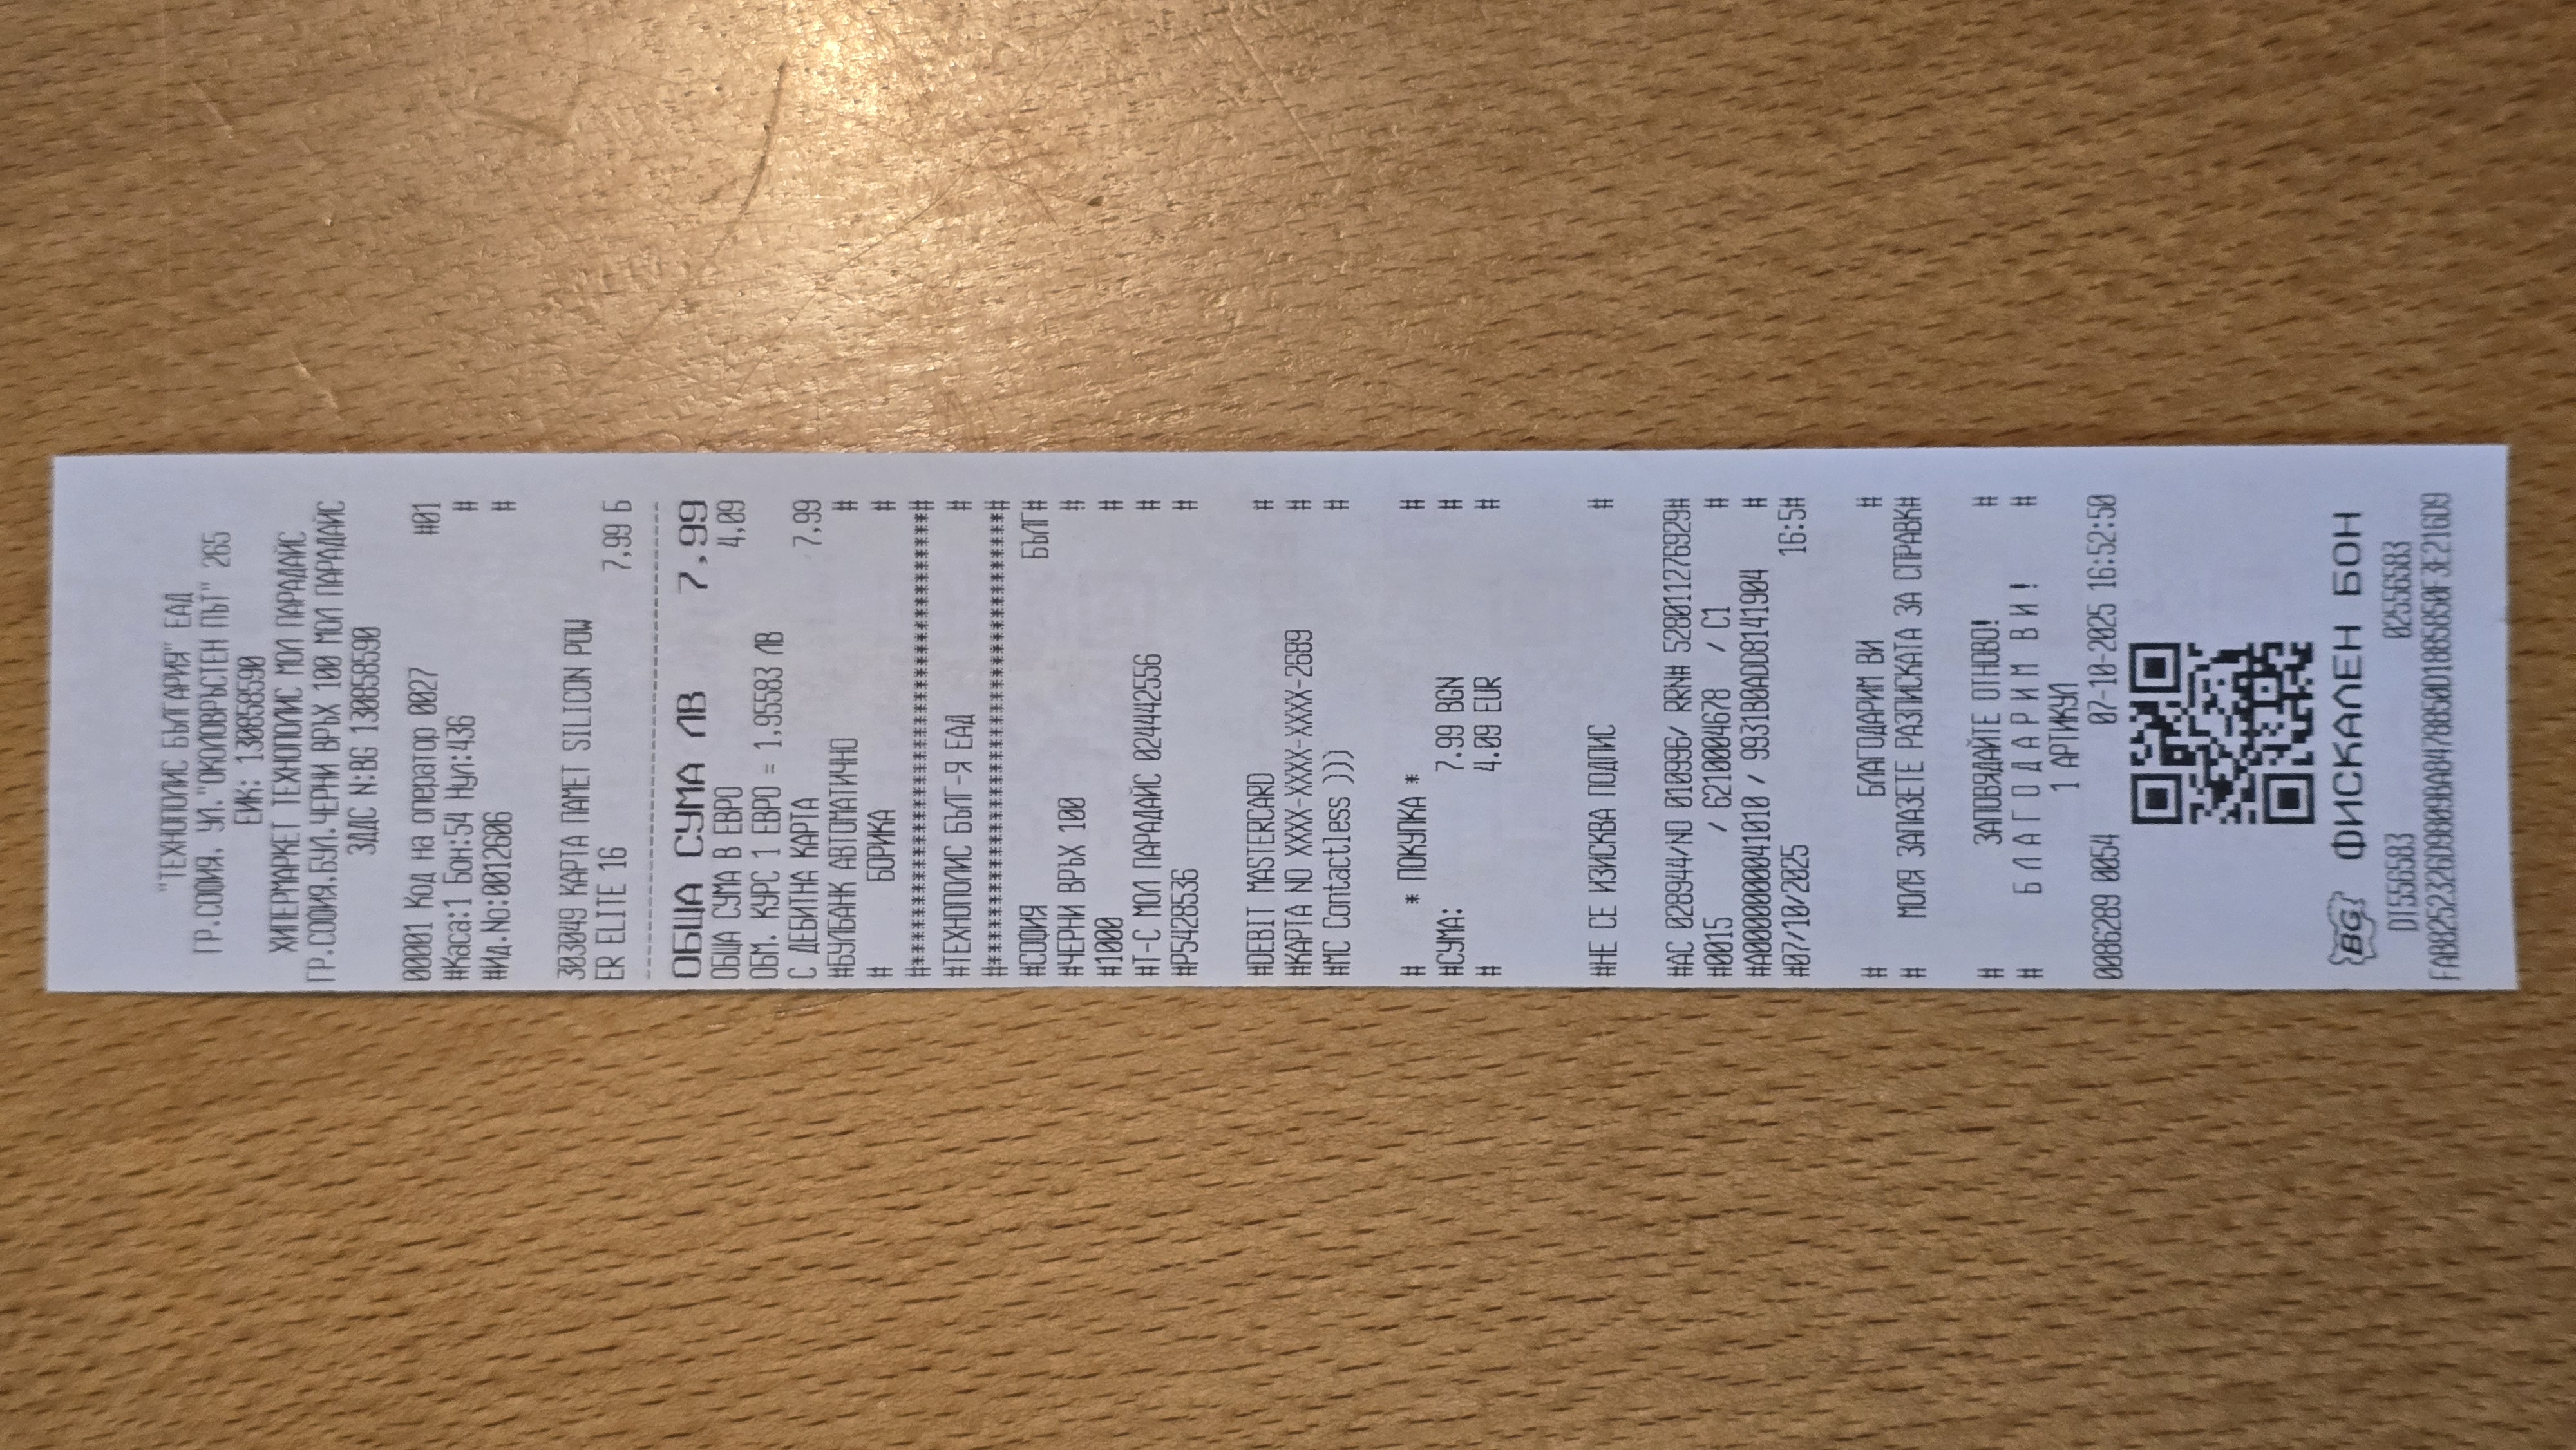 "ТЕХНОПОЛИС БЪЛГАРИЯ" ЕАД
ГР.СОФИЯ, УЛ."ОКОЛОВРЪСТЕН ПЪТ" 265
ЕИК: 130858590
ХИПЕРМАРКЕТ ТЕХНОПОЛИС МОЛ ПАРАДАЙС
ГР.СОФИЯ,БУЛ.ЧЕРНИ ВРЪХ 100 МОЛ ПАРАДАЙС
ЗДДС N:BG 130858590
00001 Код на оператор 0027 #01
#Каса:1 Бон:54 Нул:436 #
#Ид.No:0012606 #
303049 КАРТА ПАМЕТ SILICON POW
ER ELITE 16 7,99 Б
ОБЩА СУМА ЛВ 7,99
ОБЩА СУМА В ЕВРО 4,09
ОБМ. КУРС 1 ЕВРО = 1,95583 ЛВ
С ДЕБИТНА КАРТА 7,99
#БУЛБАНК АВТОМАТИЧНО #
# БОРИКА #
#**************************************#
#ТЕХНОПОЛИС БЪЛГ-Я ЕАД #
#**************************************#
#СОФИЯ БЪЛГ#
#ЧЕРНИ ВРЪХ 100 #
#1000 #
#Т-С МОЛ ПАРАДАЙС 0244442556 #
#P5428536 #
#DEBIT MASTERCARD #
#КАРТА NO XXXX-XXXX-XXXX-2689 #
#MC Contactless ))) #
# * ПОКУПКА * #
#СУМА: 7.99 BGN #
# 4.09 EUR #
#НЕ СЕ ИЗИСКВА ПОДПИС #
#AC 028944/NO 010996/ RRN# 528011276929#
#0015 / 62100004678 / C1 #
#A0000000041010 / 9931B0ADD8141904 #
#07/10/2025 16:5#
# БЛАГОДАРИМ ВИ #
# МОЛЯ ЗАПАЗЕТЕ РАЗПИСКАТА ЗА СПРАВК#
# ЗАПОВЯДАЙТЕ ОТНОВО! #
# Б Л А Г О Д А Р И М В И ! #
1 АРТИКУЛ
0086289 0054 07-10-2025 16:52:50
BG ФИСКАЛЕН БОН
DT556583 02556583